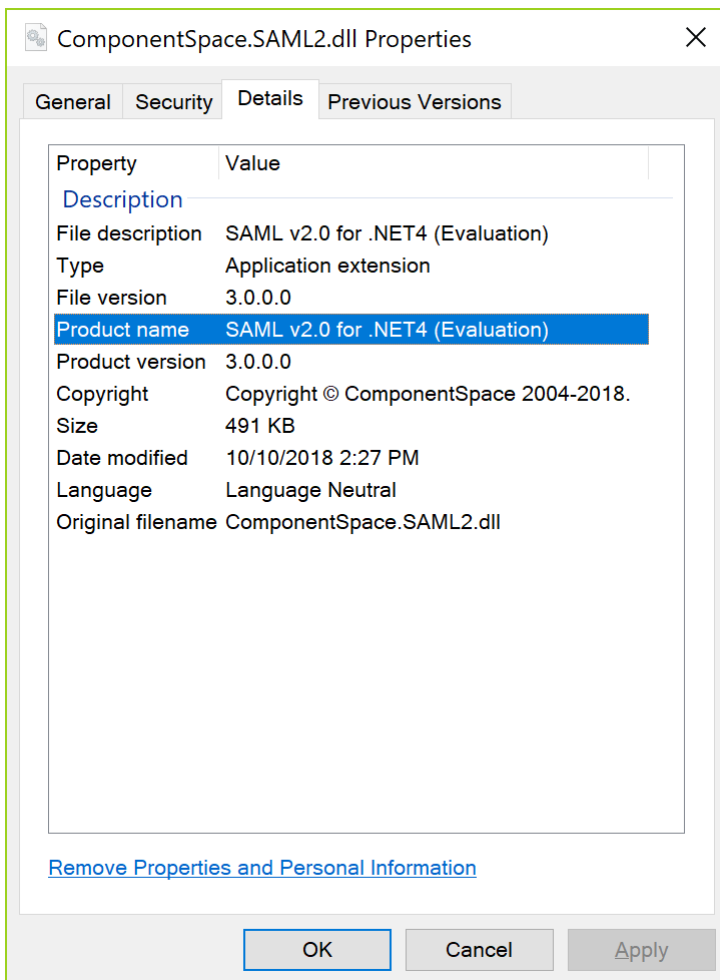 ComponentSpace.SAML2.dll Properties
General Security Details Previous Versions
Property Value
Description
File description SAML v2.0 for .NET4 (Evaluation)
Type Application extension
File version 3.0.0.0
Product name SAML v2.0 for .NET4 (Evaluation)
Product version 3.0.0.0
Copyright Copyright © ComponentSpace 2004-2018.
Size 491 KB
Date modified 10/10/2018 2:27 PM
Language Language Neutral
Original filename ComponentSpace.SAML2.dll
Remove Properties and Personal Information
OK Cancel Apply